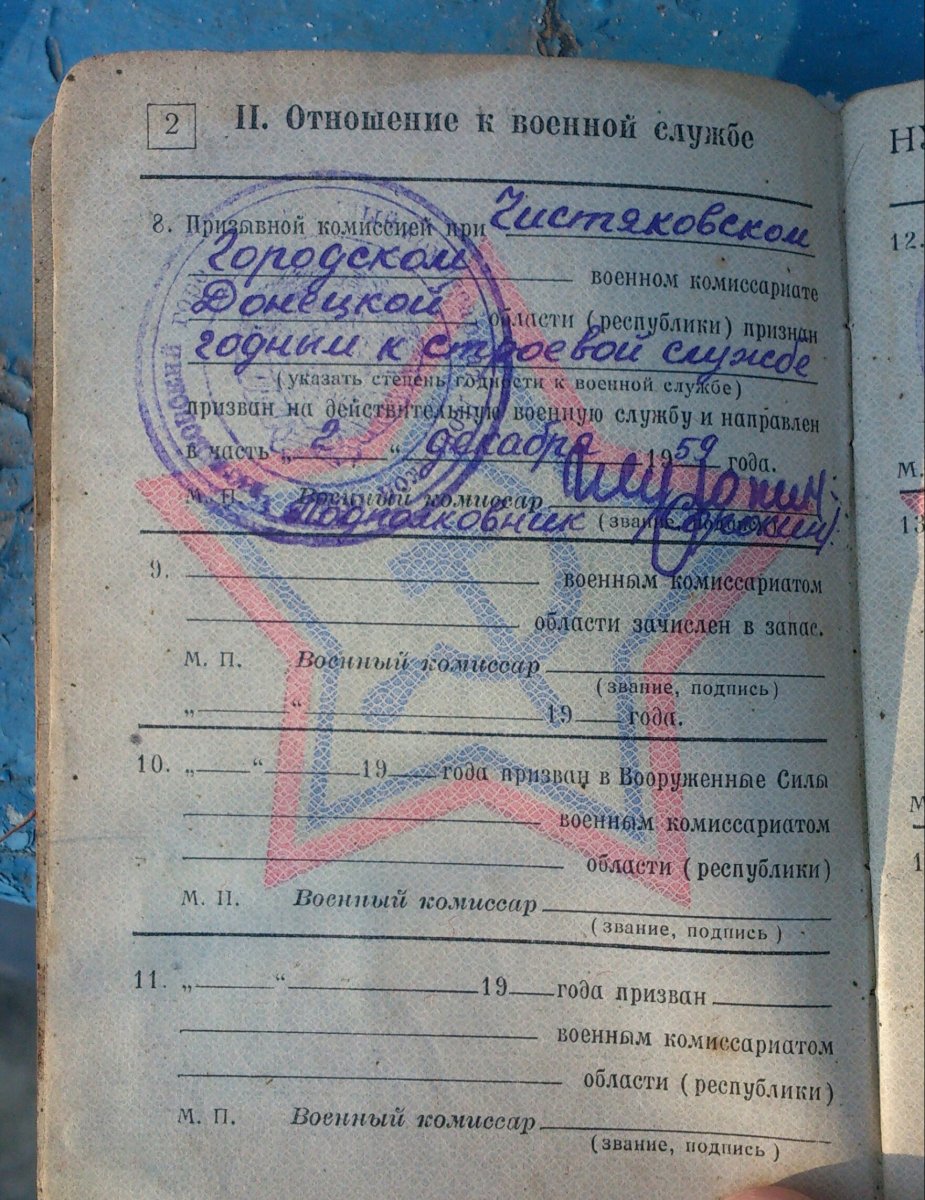 2
II. Отношение к военной службе
8. Призывной комиссией при Чистяковском
Городском военном комиссариате
Донецкой области (республики) признан
годным к строевой службе
(указать степень годности к военной службе)
призван на действительную военную службу и направлен
в часть „ 2 “ декабря 1959 года.
М. П. Военный комиссар
Подполковник (звание, подпись)
9. военным комиссариатом
области зачислен в запас.
М. П. Военный комиссар
(звание, подпись)
„ “ 19 года.
10. „ “ 19 года призван в Вооруженные Силы
военным комиссариатом
области (республики)
М. П. Военный комиссар
(звание, подпись)
11. „ “ 19 года призван
военным комиссариатом
области (республики)
М. П. Военный комиссар
(звание, подпись)
12.
М.
13
М
1